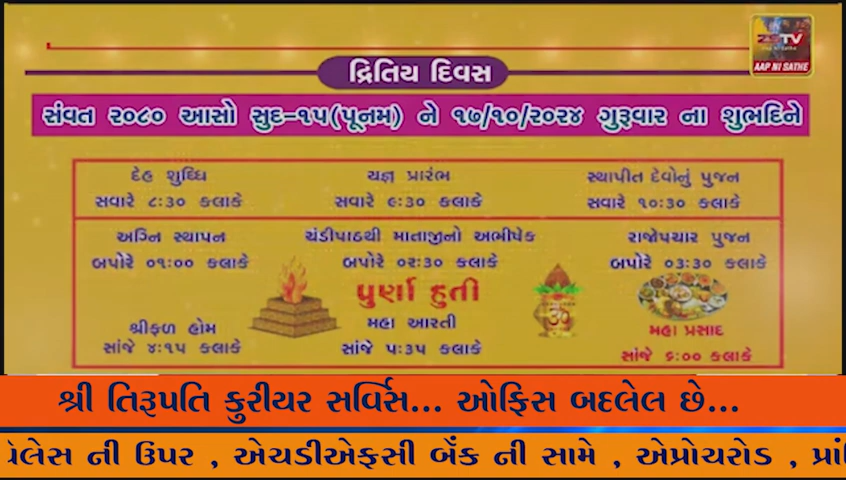 ZSTV
AAP NI SATHE
દ્રિતિય દિવસ
સંવત ૨૦૮૦ આસો સુદ-૧૫(પૂનમ) ને ૧૭/૧૦/૨૦૨૪ ગુરૂવાર ના શુભદિને
દેહ શુધ્ધિ યજ્ઞ પ્રારંભ સ્થાપીત દેવોનું પુજન
સવારે ૮:૩૦ કલાકે સવારે ૯:૩૦ કલાકે સવારે ૧૦:૩૦ કલાકે
અગ્નિ સ્થાપન ચંડીપાઠથી માતાજીનો અભીષેક રાજોપચાર પુજન
બપોરે ૦૧:૦૦ કલાકે બપોરે ૦૨:૩૦ કલાકે બપોરે ૦૩:૩૦ કલાકે
પુર્ણા હુતી
શ્રીફળ હોમ મહા આરતી મહા પ્રસાદ
સાંજે ૪:૧૫ કલાકે સાંજે ૫:૩૫ કલાકે સાંજે ૬:૦૦ કલાકે
શ્રી તિરૂપતિ કુરીયર સર્વિસ... ઓફિસ બદલેલ છે...
પેલેસ ની ઉપર , એચડીએફસી બેંક ની સામે , એપ્રોચરોડ , પ્રાં